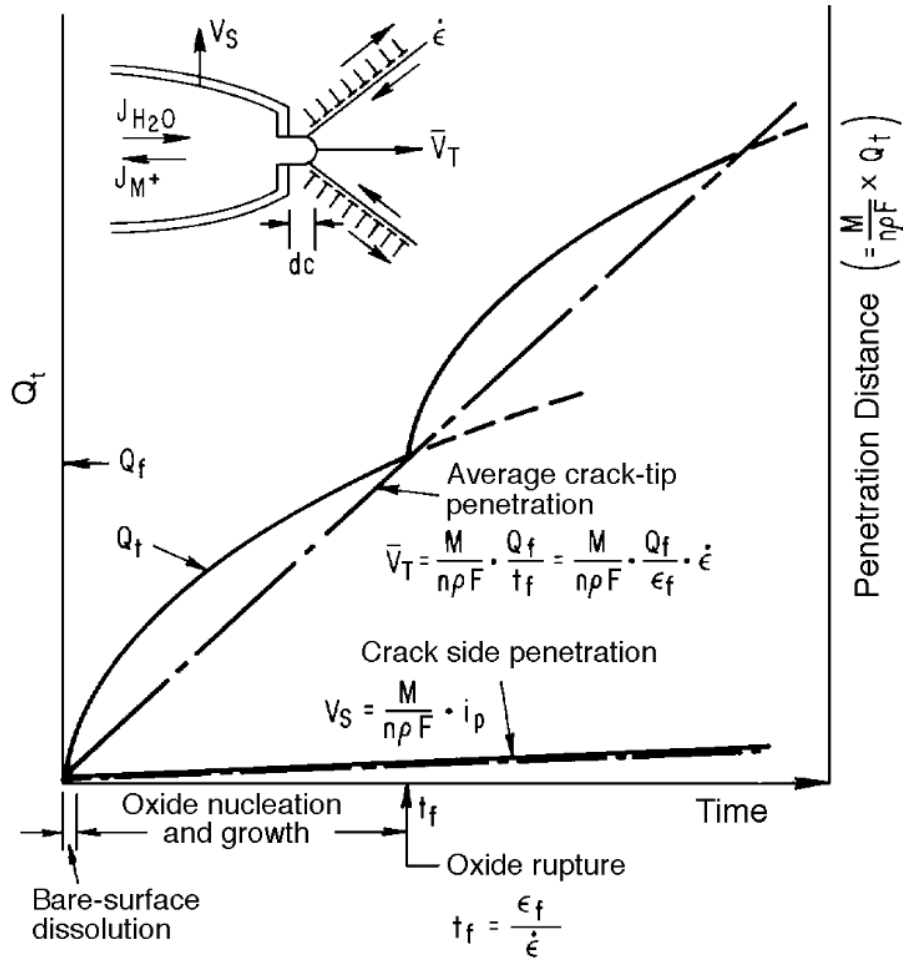 V_S
ε̇
J_H2O
J_M+
V̄_T
dc
Q_t
Q_f
Q_t
Average crack-tip
penetration
V̄_T = M/nρF · Q_f/t_f = M/nρF · Q_f/ε_f · ε̇
Crack side penetration
V_S = M/nρF · i_p
Oxide nucleation
and growth
t_f
Time
Bare-surface
dissolution
Oxide rupture
t_f = ε_f/ε̇
Penetration Distance (= M/nρF × Q_t)